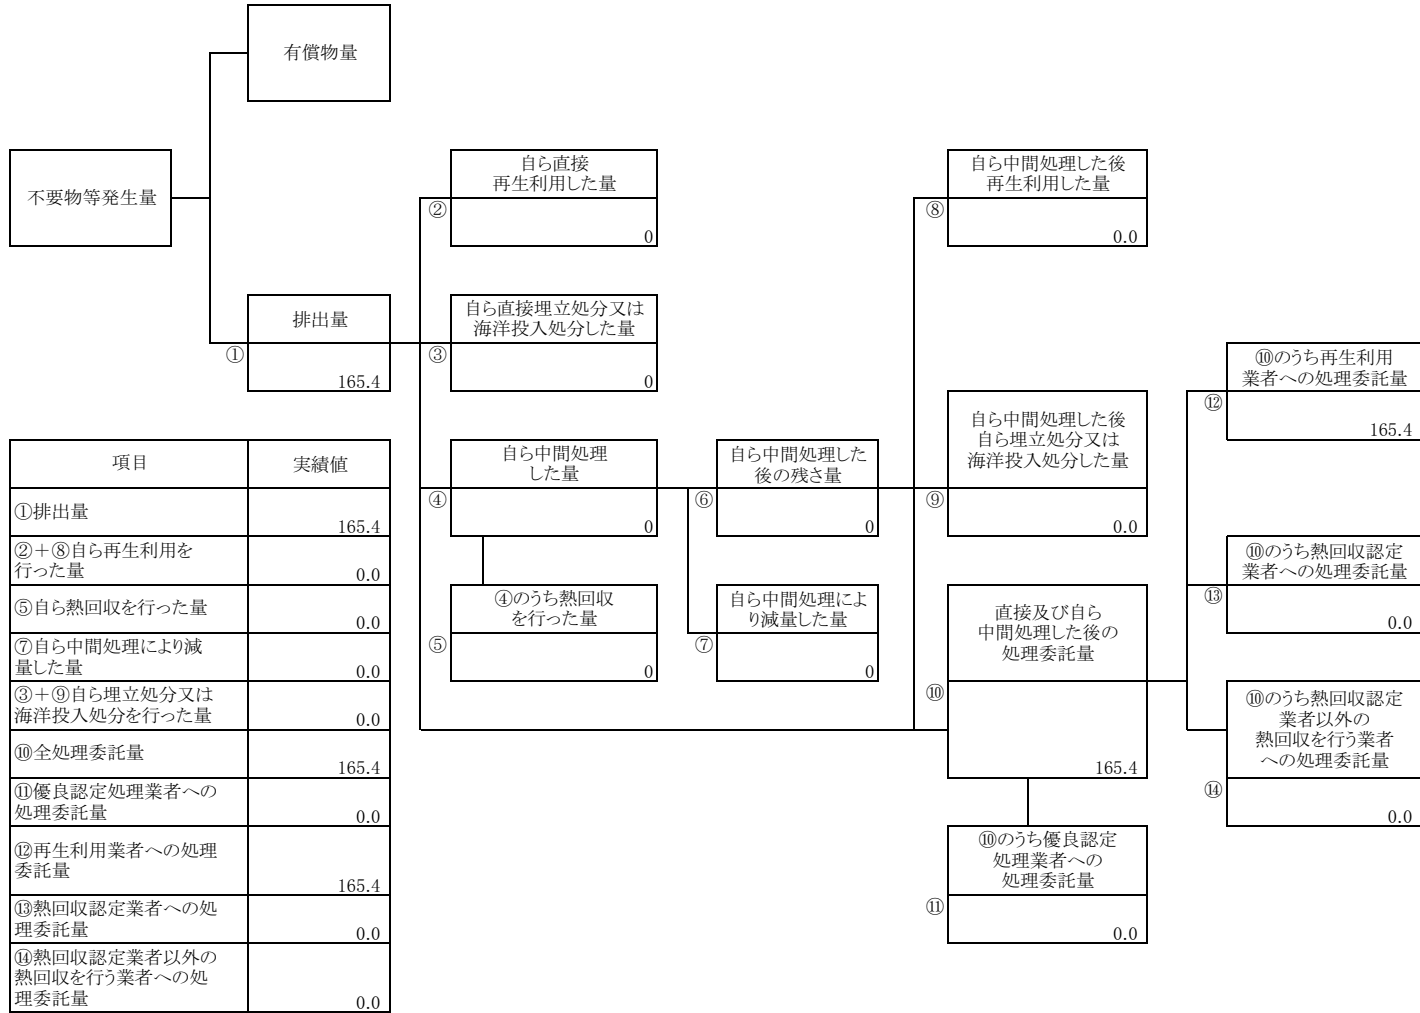 有償物量
不要物等発生量
自ら直接
再生利用した量
②
0
自ら中間処理した後
再生利用した量
⑧
0.0
排出量
①
165.4
自ら直接埋立処分又は
海洋投入処分した量
③
0
⑩のうち再生利用
業者への処理委託量
⑫
165.4
自ら中間処理
した量
④
0
自ら中間処理した
後の残さ量
⑥
0
自ら中間処理した後
自ら埋立処分又は
海洋投入処分した量
⑨
0.0
⑩のうち熱回収認定
業者への処理委託量
⑬
0.0
④のうち熱回収
を行った量
⑤
0
自ら中間処理によ
り減量した量
⑦
0
直接及び自ら
中間処理した後の
処理委託量
⑩
165.4
⑩のうち熱回収認定
業者以外の
熱回収を行う業者
への処理委託量
⑭
0.0
⑩のうち優良認定
処理業者への
処理委託量
⑪
0.0
項目 実績値
①排出量
165.4
②+⑧自ら再生利用を
行った量
0.0
⑤自ら熱回収を行った量
0.0
⑦自ら中間処理により減
量した量
0.0
③+⑨自ら埋立処分又は
海洋投入処分を行った量
0.0
⑩全処理委託量
165.4
⑪優良認定処理業者への
処理委託量
0.0
⑫再生利用業者への処理
委託量
165.4
⑬熱回収認定業者への処
理委託量
0.0
⑭熱回収認定業者以外の
熱回収を行う業者への処
理委託量
0.0